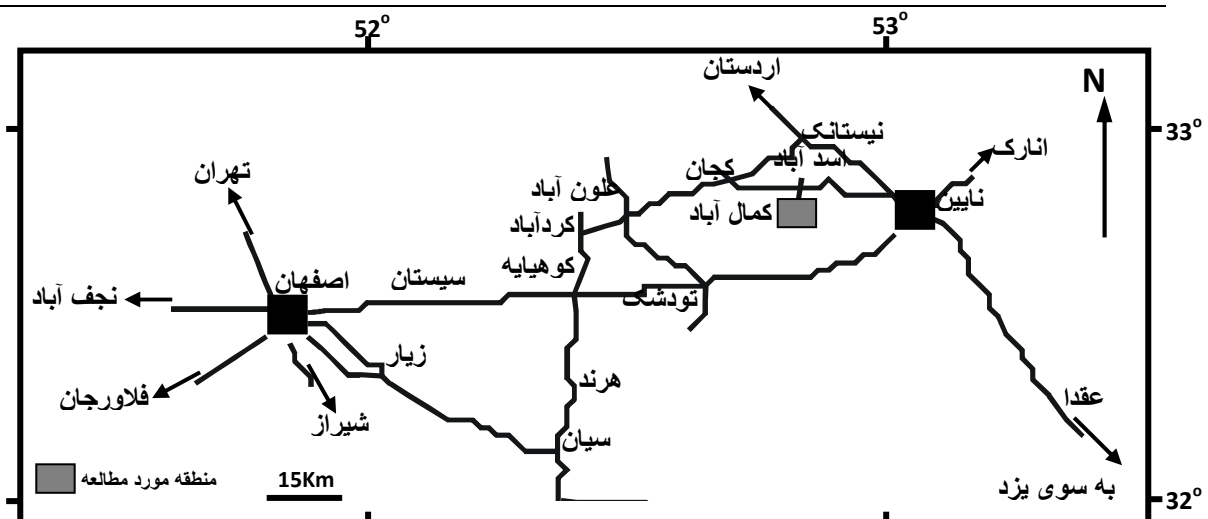 52°
53°
اردستان
N
نیستانک
33°
اسد آباد
انارک
کجان
تهران
علون آباد
نایین
کمال آباد
کردآباد
کوهپایه
اصفهان
سیستان
نجف آباد
تودشک
زیار
هرند
فلاورجان
عقدا
شیراز
سیان
منطقه مورد مطالعه
15Km
به سوی یزد
32°